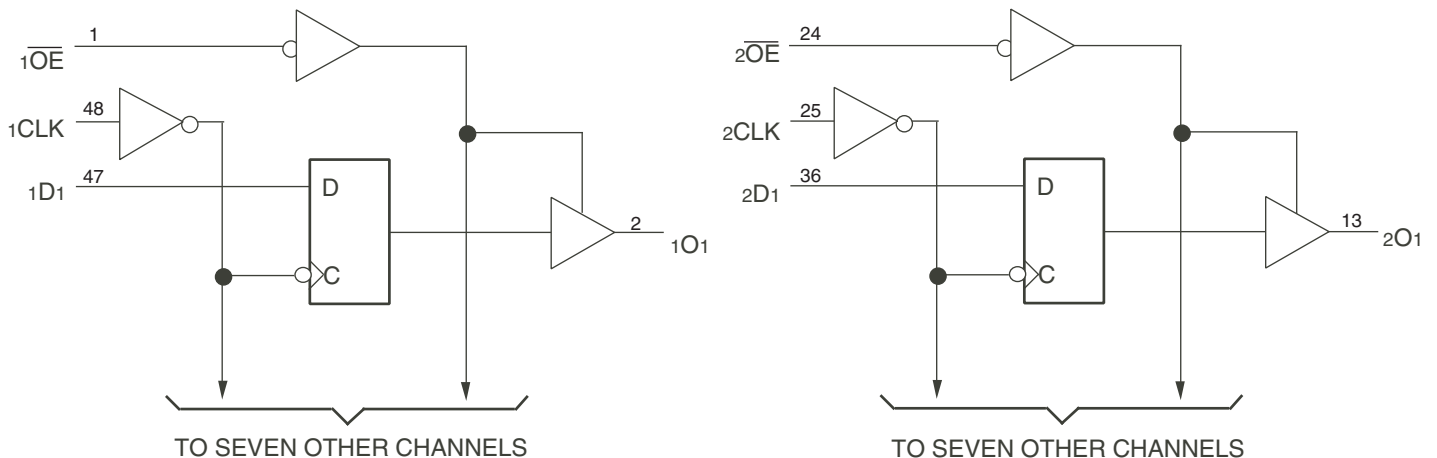 1
1OE
48
1CLK
47
1D1
D
C
2
1O1
TO SEVEN OTHER CHANNELS
24
2OE
25
2CLK
36
2D1
D
C
13
2O1
TO SEVEN OTHER CHANNELS